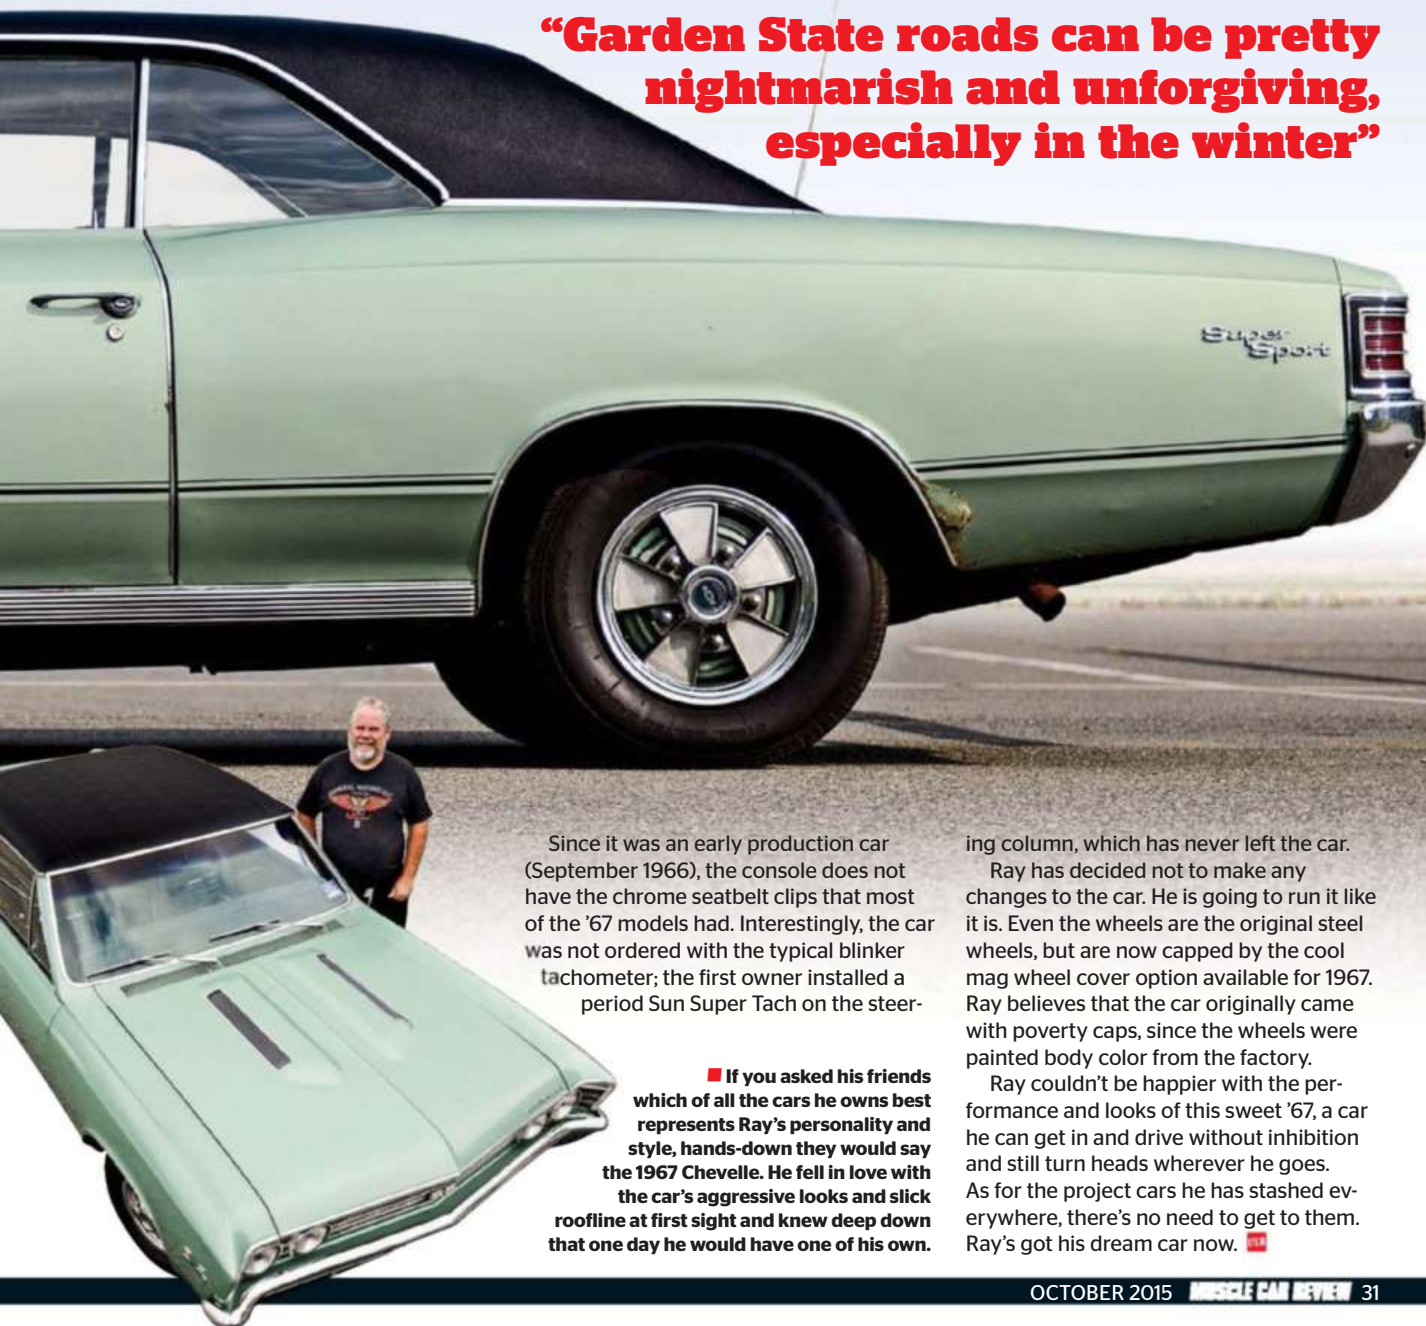 “Garden State roads can be pretty
nightmarish and unforgiving,
especially in the winter”
Super
Sport
Since it was an early production car
(September 1966), the console does not
have the chrome seatbelt clips that most
of the ’67 models had. Interestingly, the car
was not ordered with the typical blinker
tachometer; the first owner installed a
period Sun Super Tach on the steer-
ing column, which has never left the car.
Ray has decided not to make any
changes to the car. He is going to run it like
it is. Even the wheels are the original steel
wheels, but are now capped by the cool
mag wheel cover option available for 1967.
Ray believes that the car originally came
with poverty caps, since the wheels were
painted body color from the factory.
Ray couldn’t be happier with the per-
formance and looks of this sweet ’67, a car
he can get in and drive without inhibition
and still turn heads wherever he goes.
As for the project cars he has stashed ev-
erywhere, there’s no need to get to them.
Ray’s got his dream car now.
If you asked his friends
which of all the cars he owns best
represents Ray’s personality and
style, hands-down they would say
the 1967 Chevelle. He fell in love with
the car’s aggressive looks and slick
roofline at first sight and knew deep down
that one day he would have one of his own.
OCTOBER 2015 MUSCLE CAR REVIEW 31